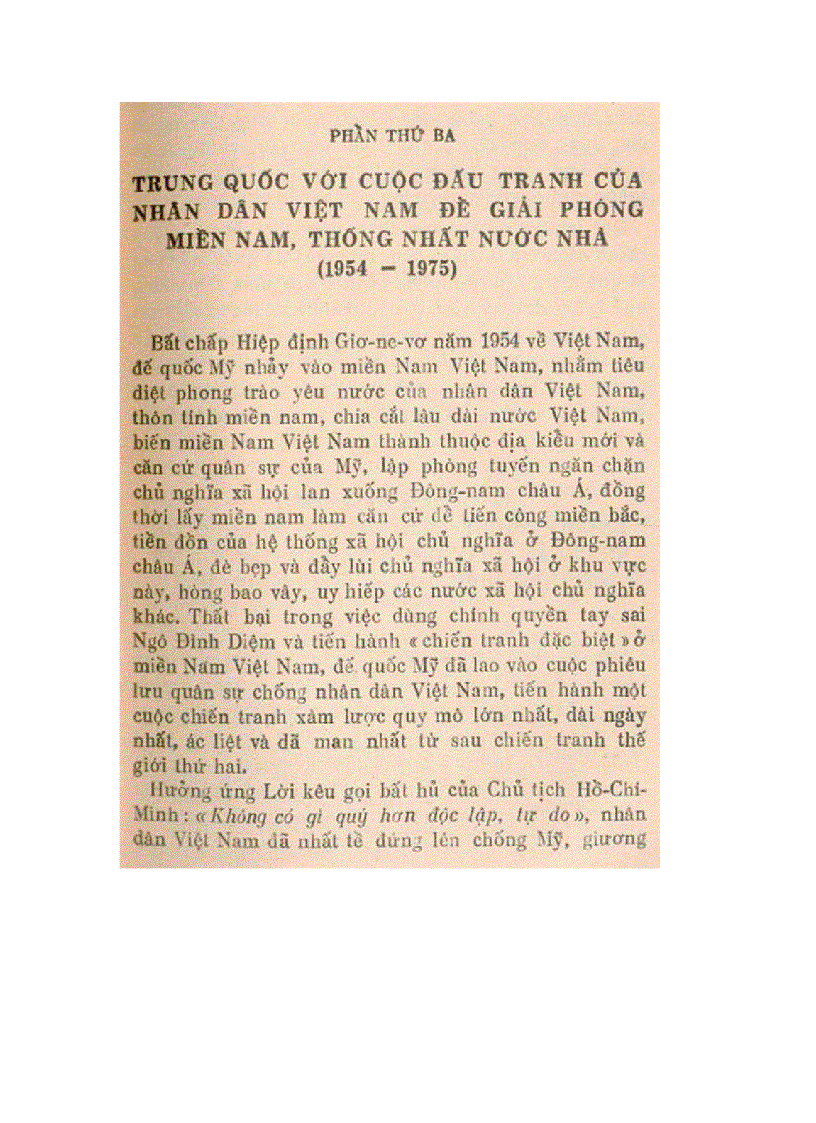 PHẦN THỨ BA
TRUNG QUỐC VỚI CUỘC ĐẤU TRANH CỦA
NHÂN DÂN VIỆT NAM ĐỂ GIẢI PHÓNG
MIỀN NAM, THỐNG NHẤT NƯỚC NHÀ
(1954 — 1975)
Bất chấp Hiệp định Giơ-ne-vơ năm 1954 về Việt Nam,
đế quốc Mỹ nhảy vào miền Nam Việt Nam, nhằm tiêu
diệt phong trào yêu nước của nhân dân Việt Nam,
thôn tính miền nam, chia cắt lâu dài nước Việt Nam,
biến miền Nam Việt Nam thành thuộc địa kiểu mới và
căn cứ quân sự của Mỹ, lập phòng tuyến ngăn chặn
chủ nghĩa xã hội lan xuống Đông-nam châu Á, đồng
thời lấy miền nam làm căn cứ để tiến công miền bắc,
tiền đồn của hệ thống xã hội chủ nghĩa ở Đông-nam
châu Á, đè bẹp và đẩy lùi chủ nghĩa xã hội ở khu vực
này, hòng bao vây, uy hiếp các nước xã hội chủ nghĩa
khác. Thất bại trong việc dùng chính quyền tay sai
Ngô Đình Diệm và tiến hành « chiến tranh đặc biệt » ở
miền Nam Việt Nam, đế quốc Mỹ đã lao vào cuộc phiêu
lưu quân sự chống nhân dân Việt Nam, tiến hành một
cuộc chiến tranh xâm lược quy mô lớn nhất, dài ngày
nhất, ác liệt và dã man nhất từ sau chiến tranh thế
giới thứ hai.
Hưởng ứng Lời kêu gọi bất hủ của Chủ tịch Hồ-Chí-
Minh : « Không có gì quý hơn độc lập, tự do », nhân
dân Việt Nam đã nhất tề đứng lên chống Mỹ, giương